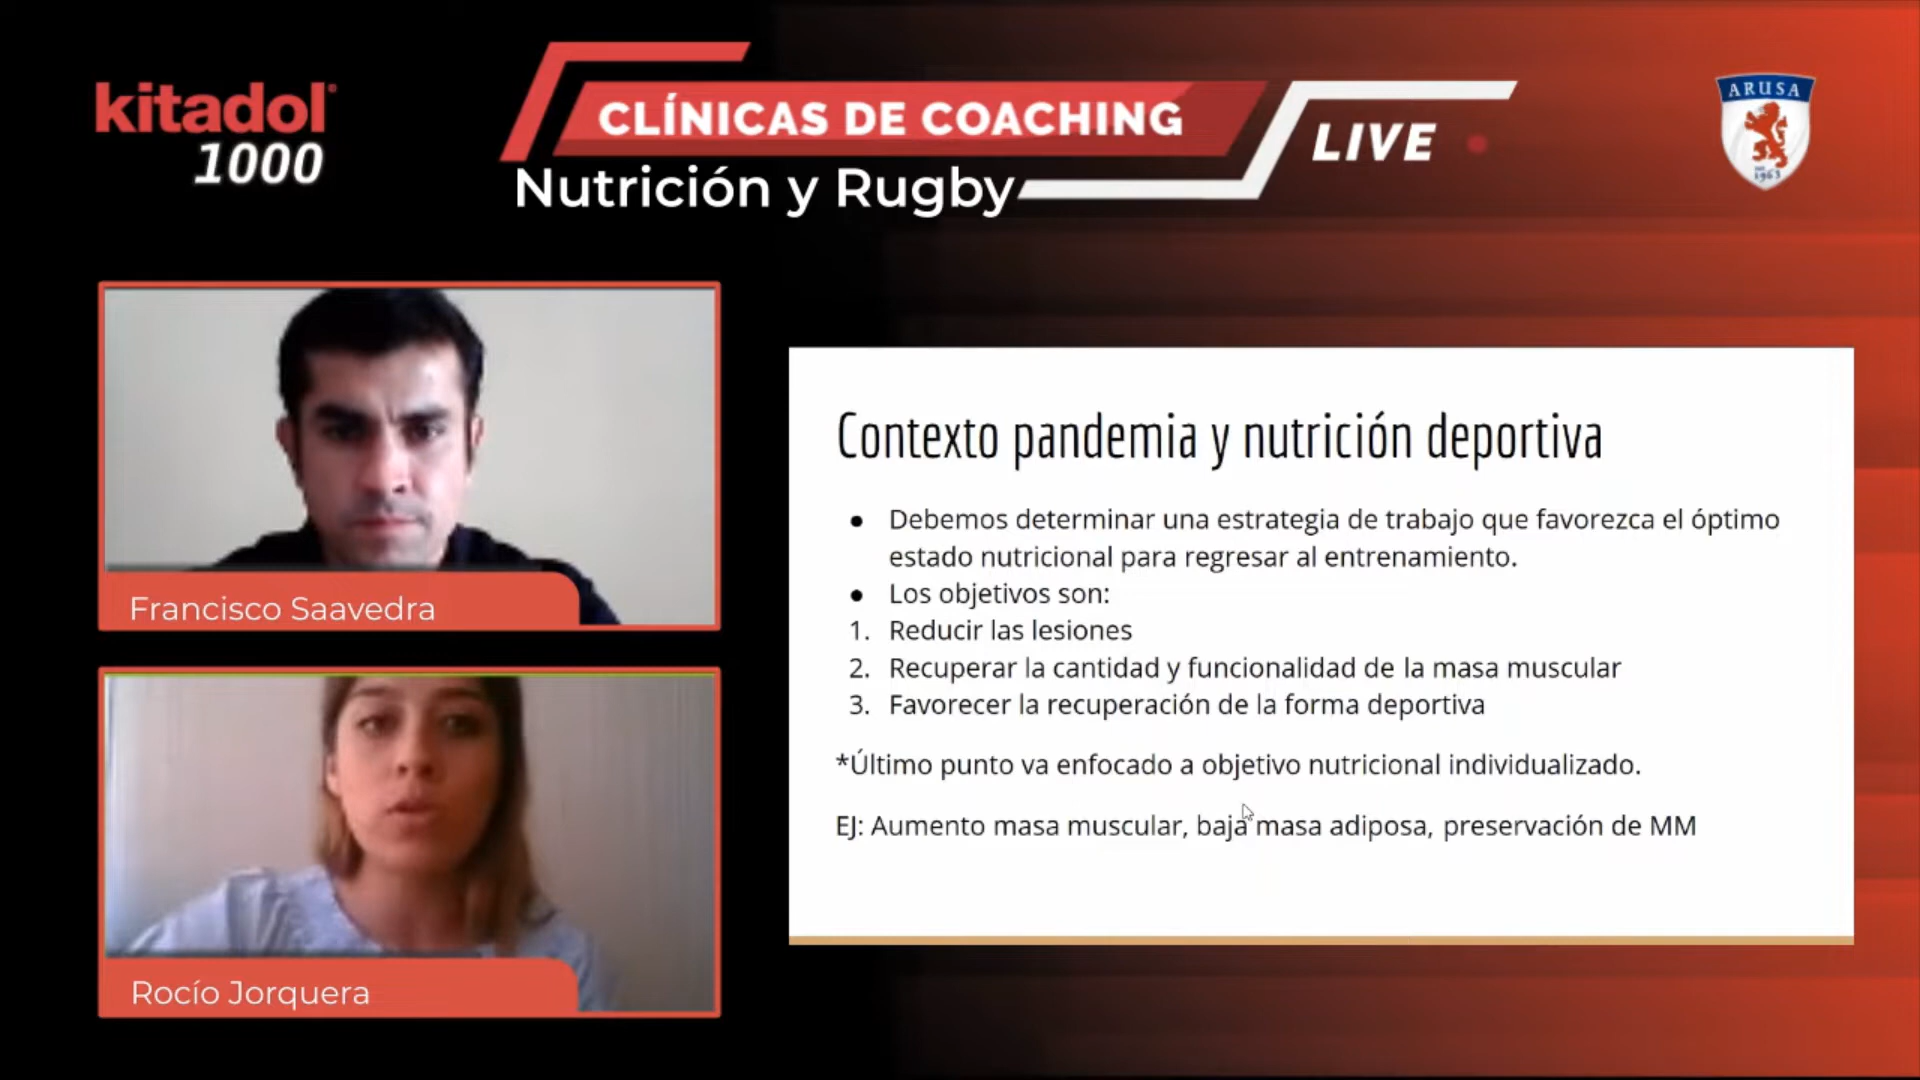 kitadol
1000
CLÍNICAS DE COACHING
LIVE
Nutrición y Rugby
ARUSA
EST
1963
Francisco Saavedra
Rocío Jorquera
Contexto pandemia y nutrición deportiva
● Debemos determinar una estrategia de trabajo que favorezca el óptimo
estado nutricional para regresar al entrenamiento.
● Los objetivos son:
1. Reducir las lesiones
2. Recuperar la cantidad y funcionalidad de la masa muscular
3. Favorecer la recuperación de la forma deportiva
*Último punto va enfocado a objetivo nutricional individualizado.
EJ: Aumento masa muscular, baja masa adiposa, preservación de MM